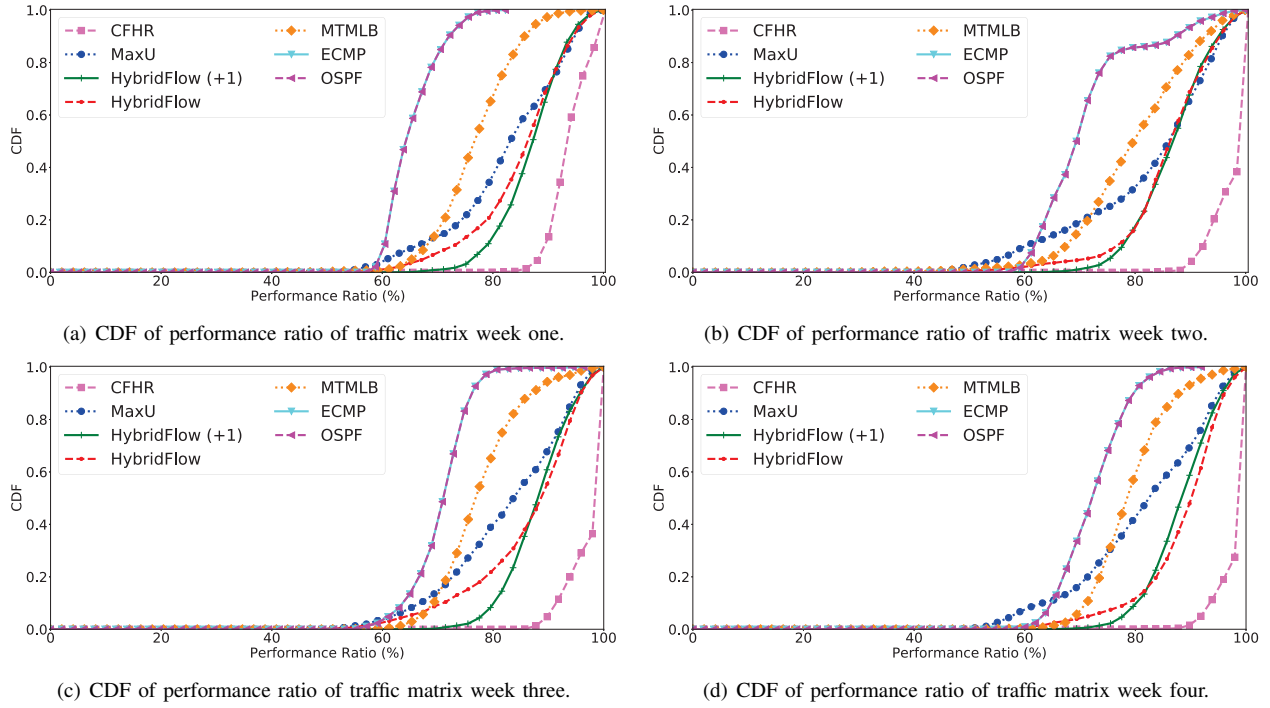 1.0
0.8
0.6
0.4
0.2
0.0
CDF
0 20 40 60 80 100
Performance Ratio (%)
CFHR
MaxU
HybridFlow (+1)
HybridFlow
MTMLB
ECMP
OSPF
(a) CDF of performance ratio of traffic matrix week one.
1.0
0.8
0.6
0.4
0.2
0.0
CDF
0 20 40 60 80 100
Performance Ratio (%)
CFHR
MaxU
HybridFlow (+1)
HybridFlow
MTMLB
ECMP
OSPF
(b) CDF of performance ratio of traffic matrix week two.
1.0
0.8
0.6
0.4
0.2
0.0
CDF
0 20 40 60 80 100
Performance Ratio (%)
CFHR
MaxU
HybridFlow (+1)
HybridFlow
MTMLB
ECMP
OSPF
(c) CDF of performance ratio of traffic matrix week three.
1.0
0.8
0.6
0.4
0.2
0.0
CDF
0 20 40 60 80 100
Performance Ratio (%)
CFHR
MaxU
HybridFlow (+1)
HybridFlow
MTMLB
ECMP
OSPF
(d) CDF of performance ratio of traffic matrix week four.